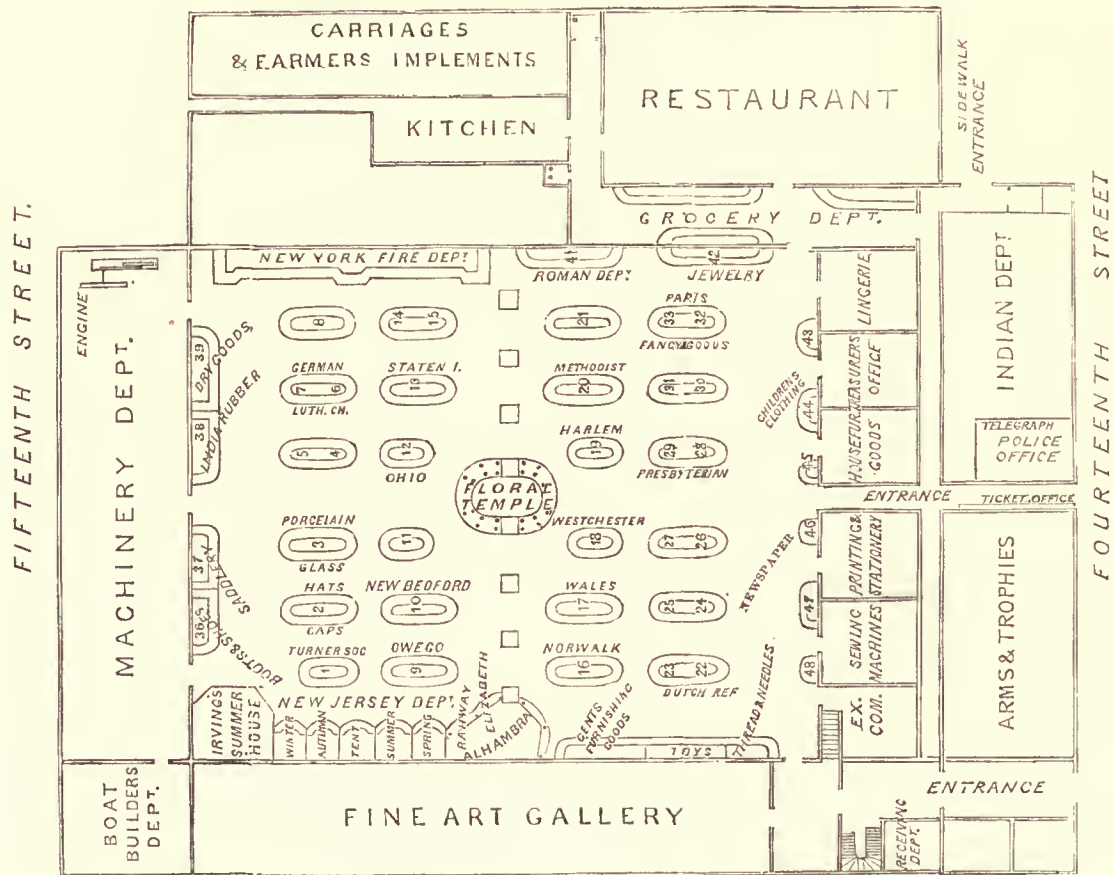 CARRIAGES
& FARMERS IMPLEMENTS
KITCHEN
RESTAURANT
SIDEWALK
ENTRANCE
FIFTEENTH STREET.
FOURTEENTH STREET
GROCERY DEPT.
NEW YORK FIRE DEPT
41
ROMAN DEPT.
42
JEWELRY
ENGINE
MACHINERY DEPT.
39
DRY GOODS,
38
INDIA RUBBER
37
SADDLERY
36
BOOTS & SHOES
8
14
15
21
PARIS
33
32
FANCY GOODS
GERMAN
7
6
LUTH. CH.
STATEN I.
13
METHODIST
20
31
30
5
4
12
OHIO
HARLEM
19
29
28
PRESBYTERIAN
FLORAL
TEMPLE
PORCELAIN
3
GLASS
11
WESTCHESTER
18
27
26
HATS
2
CAPS
NEW BEDFORD
10
WALES
17
25
24
TURNER SOC
1
OWEGO
9
NORWALK
16
23
22
DUTCH REF
43
LINGERIE
CHILDRENS
CLOTHING
44
TREASURERS
OFFICE
45
HOUSEFUR.
GOODS
INDIAN DEPT.
TELEGRAPH
POLICE
OFFICE
ENTRANCE
TICKET.OFFICE
46
PRINTING &
STATIONERY
NEWSPAPER
47
SEWING
MACHINES
48
EX.
COM.
ARMS & TROPHIES
NEW JERSEY DEPT.
IRVING'S
SUMMER
HOUSE
WINTER
AUTUMN
TENT
SUMMER
SPRING
RAHWAY
ELIZABETH
ALHAMBRA
GENTS
FURNISHING
GOODS
TOYS
THREAD & NEEDLES
BOAT
BUILDERS
DEPT.
FINE ART GALLERY
ENTRANCE
RECEIVING
DEPT.